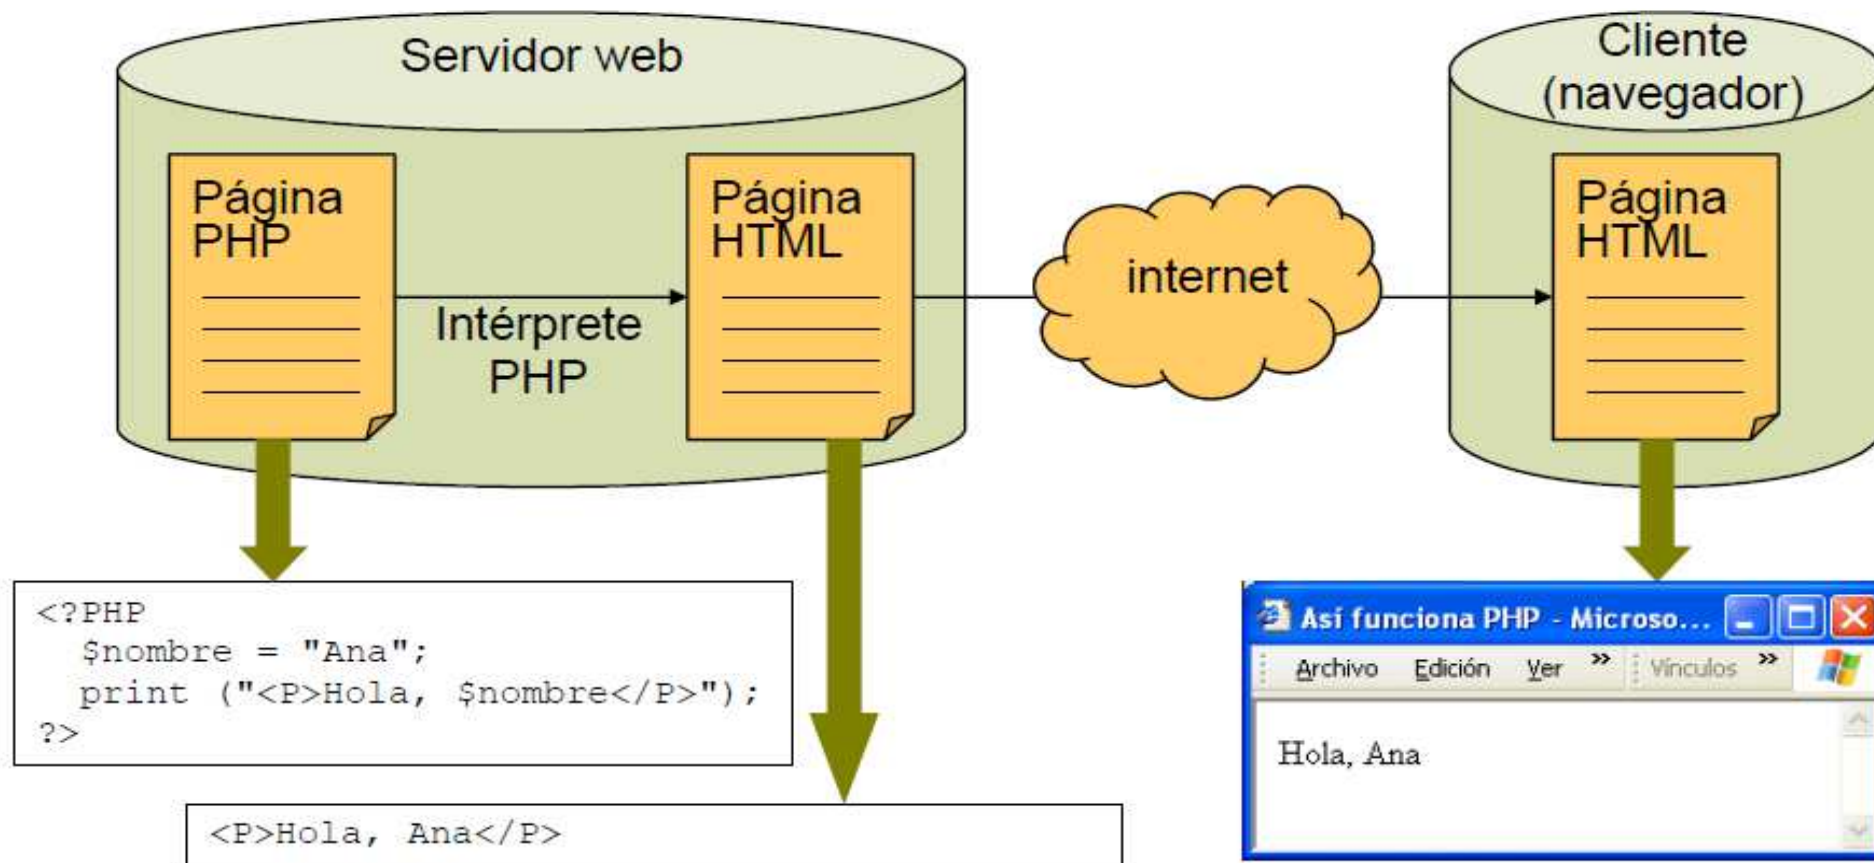 Servidor web
Cliente
(navegador)
Página
PHP
Intérprete
PHP
Página
HTML
internet
Página
HTML
<?PHP
$nombre = "Ana";
print ("<P>Hola, $nombre</P>");
?>
<P>Hola, Ana</P>
Así funciona PHP - Microso...
Archivo Edición Ver » Vínculos »
Hola, Ana